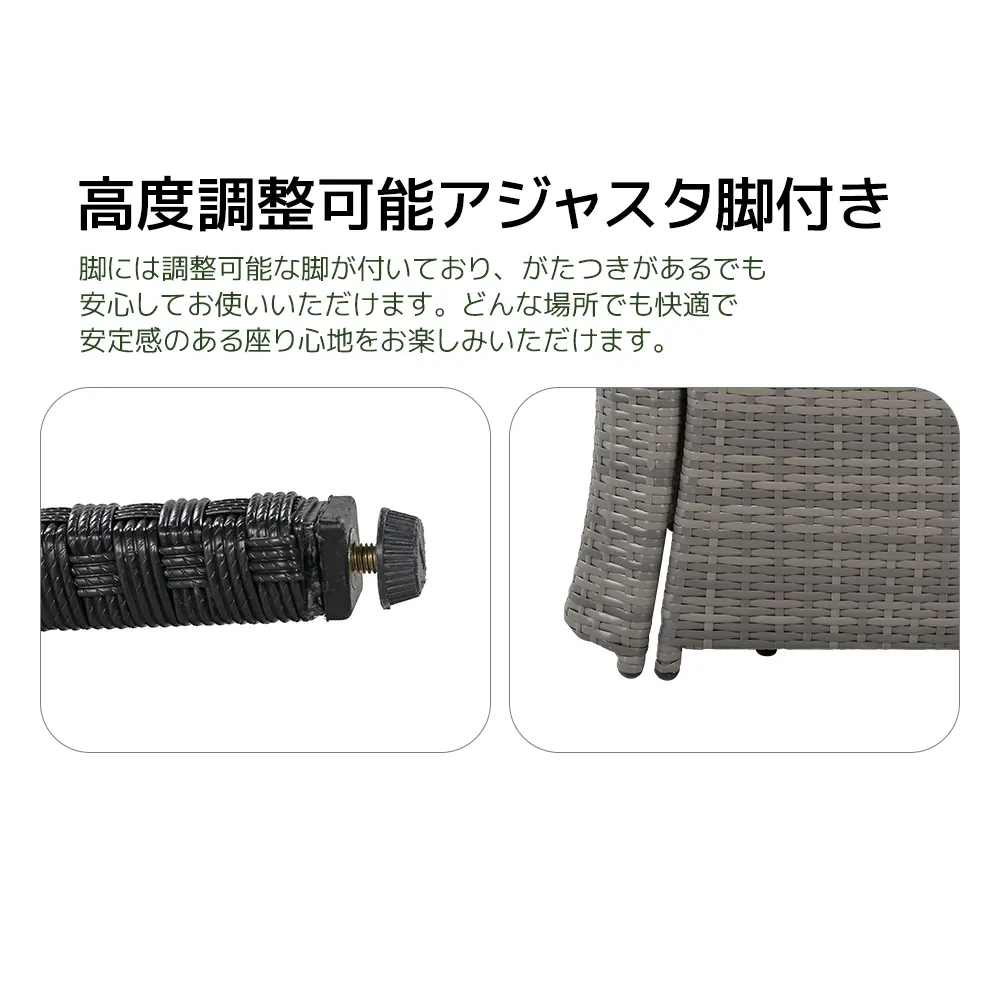 高度調整可能アジャスタ脚付き
脚には調整可能な脚が付いており、がたつきがあるでも
安心してお使いいただけます。どんな場所でも快適で
安定感のある座り心地をお楽しみいただけます。